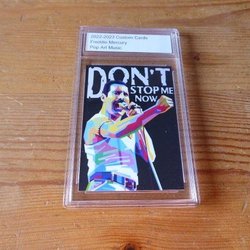 2022-2023 Custom Cards
Freddie Mercury
Pop Art Music
DON'T
STOP ME
NOW